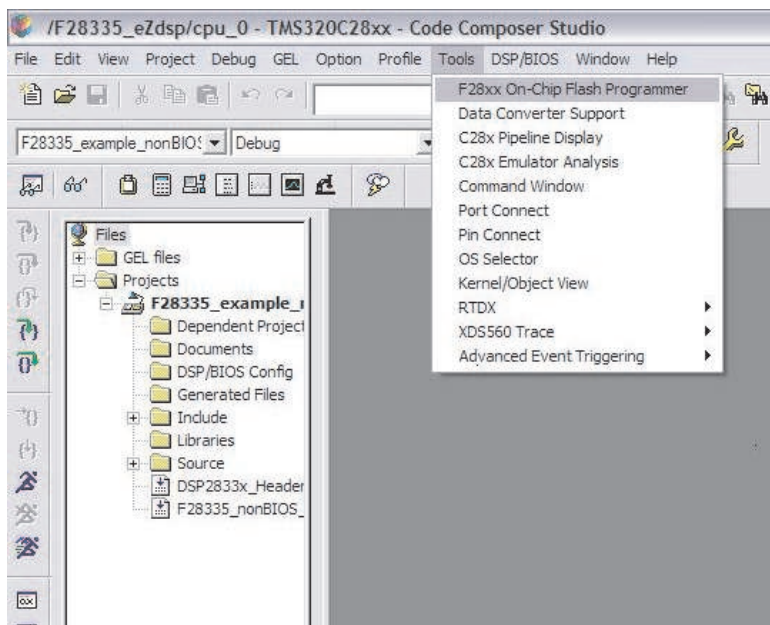 /F28335_eZdsp/cpu_0 - TMS320C28xx - Code Composer Studio
File Edit View Project Debug GEL Option Profile Tools DSP/BIOS Window Help
F28335_example_nonBIOS Debug
F28xx On-Chip Flash Programmer
Data Converter Support
C28x Pipeline Display
C28x Emulator Analysis
Command Window
Port Connect
Pin Connect
OS Selector
Kernel/Object View
RTDX
XDS560 Trace
Advanced Event Triggering
Files
GEL files
Projects
F28335_example_
Dependent Project
Documents
DSP/BIOS Config
Generated Files
Include
Libraries
Source
DSP2833x_Header
F28335_nonBIOS_